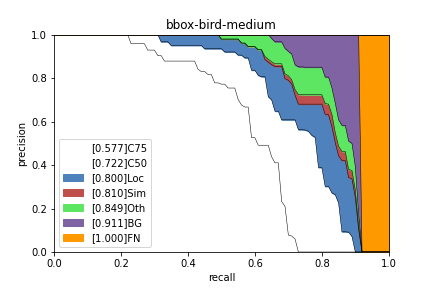 bbox-bird-medium
1.0
0.8
0.6
0.4
0.2
0.0
precision
[0.577]C75
[0.722]C50
[0.800]Loc
[0.810]Sim
[0.849]Oth
[0.911]BG
[1.000]FN
0.0 0.2 0.4 0.6 0.8 1.0
recall